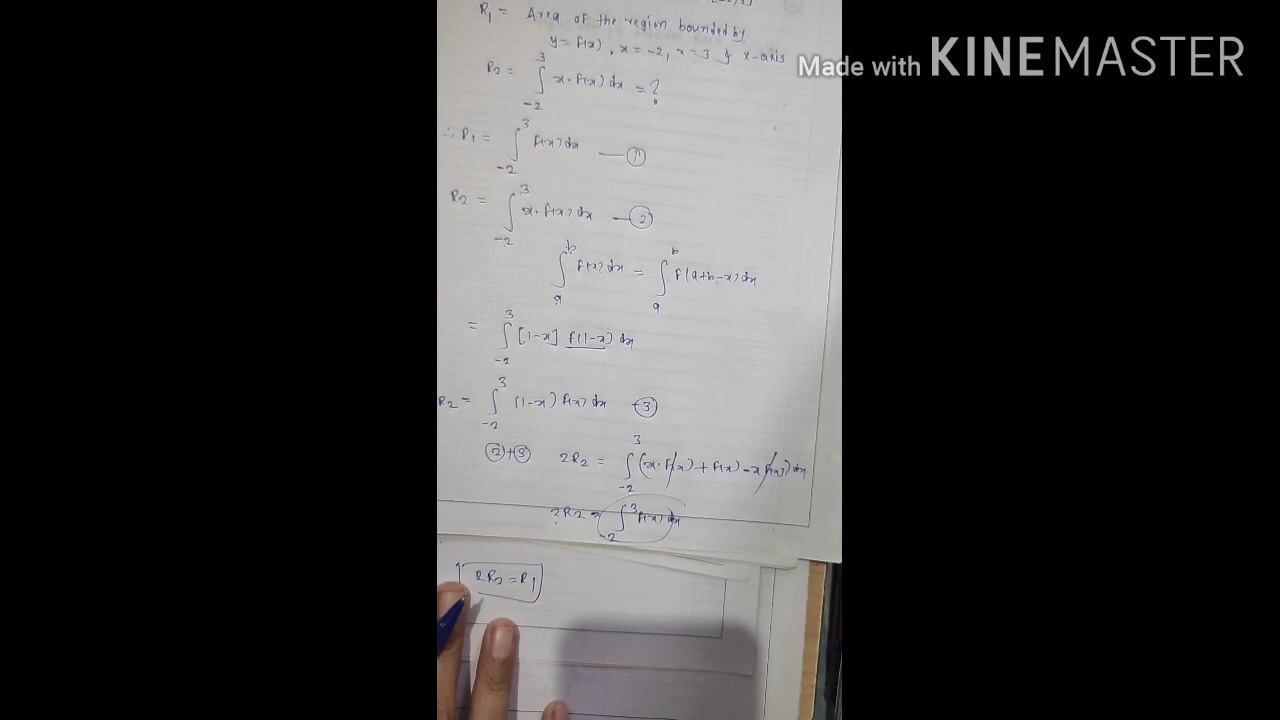 R₁ = Area of the region bounded by
y = f(x), x = -2, x = 3 & x-axis
R₂ = ∫₋₂³ x·f(x) dx = ?
∴ R₁ = ∫₋₂³ f(x) dx — ①
R₂ = ∫₋₂³ x·f(x) dx — ②
∫ₐᵇ f(x) dx = ∫ₐᵇ f(a+b-x) dx
= ∫₋₂³ [1-x] f(1-x) dx
R₂ = ∫₋₂³ (1-x) f(x) dx — ③
②+③ 2R₂ = ∫₋₂³ (x·f(x) + f(x) - x f(x)) dx
2R₂ = ∫₋₂³ f(x) dx
2R₂ = R₁
Made with KINEMASTER